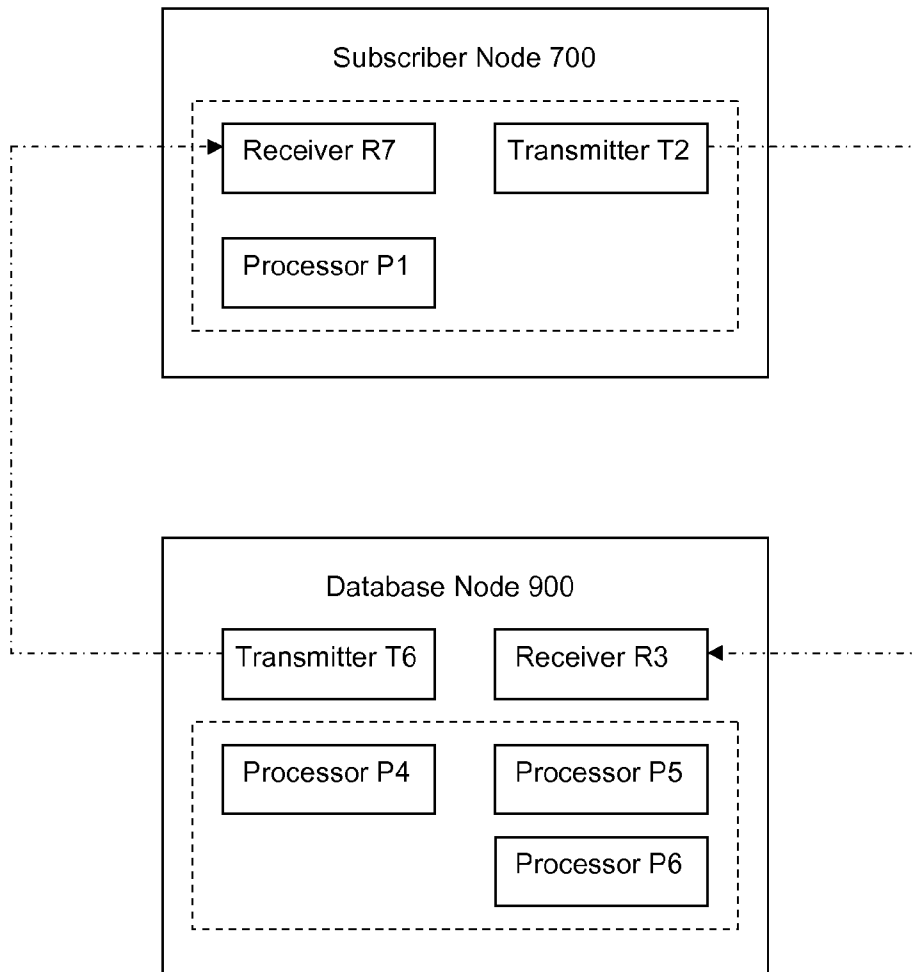 Subscriber Node 700
Receiver R7
Transmitter T2
Processor P1
Database Node 900
Transmitter T6
Receiver R3
Processor P4
Processor P5
Processor P6